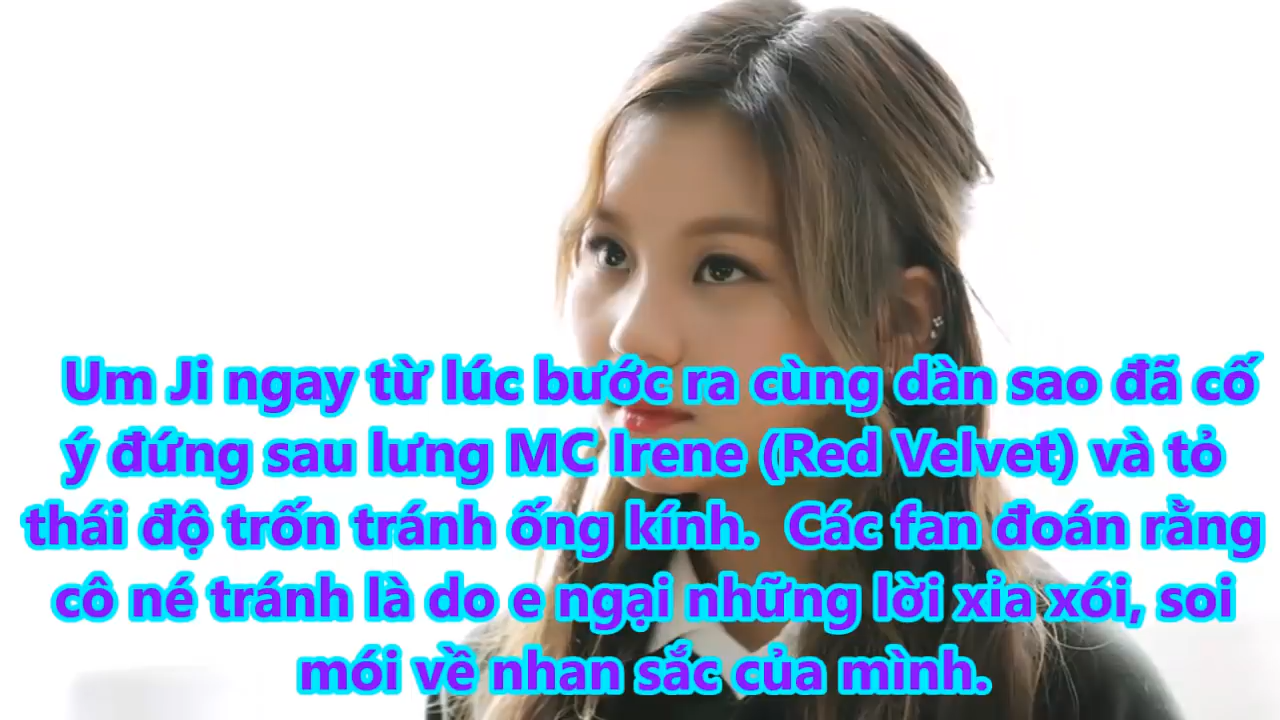 Um Ji ngay từ lúc bước ra cùng dàn sao đã cố
ý đứng sau lưng MC Irene (Red Velvet) và tỏ
thái độ trốn tránh ống kính.  Các fan đoán rằng
cô né tránh là do e ngại những lời xỉa xói, soi
mói về nhan sắc của mình.